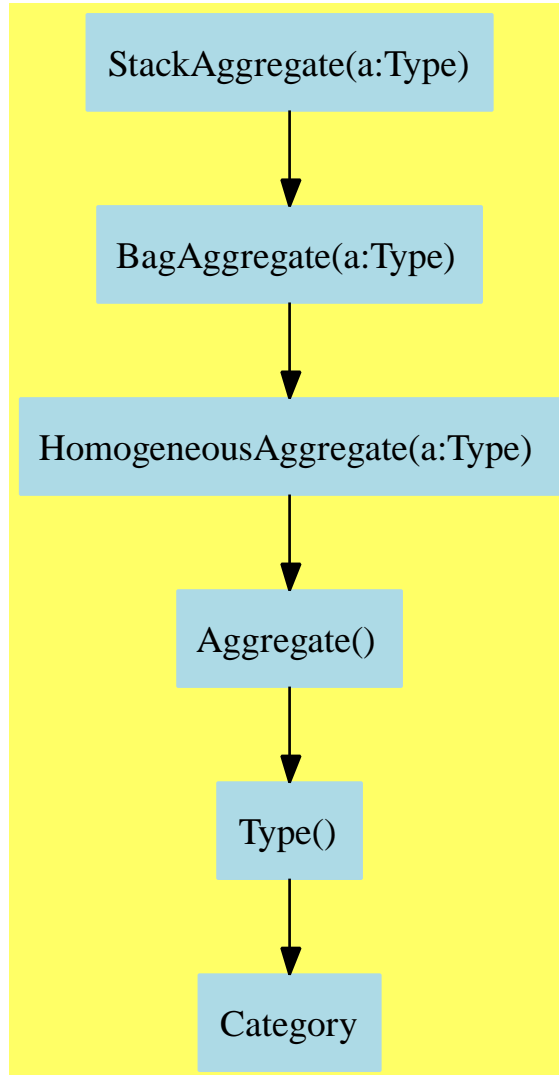 StackAggregate(a:Type)
BagAggregate(a:Type)
HomogeneousAggregate(a:Type)
Aggregate()
Type()
Category